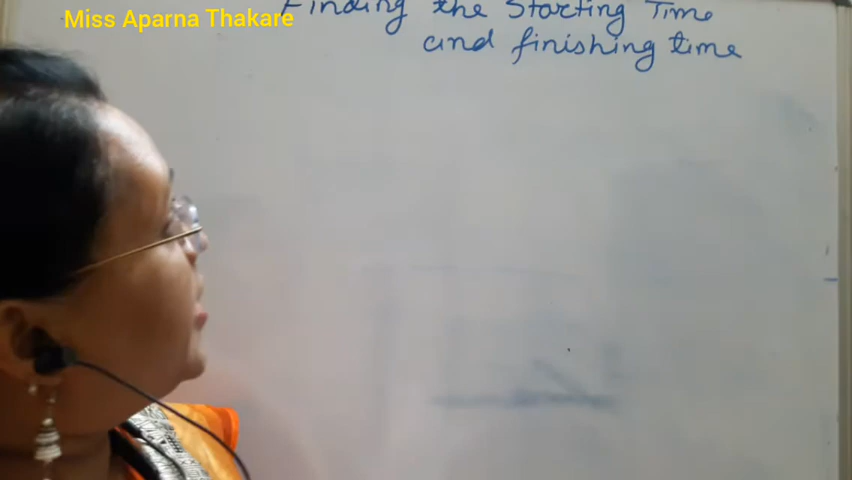 Miss Aparna Thakare
Finding the Starting Time
and finishing time